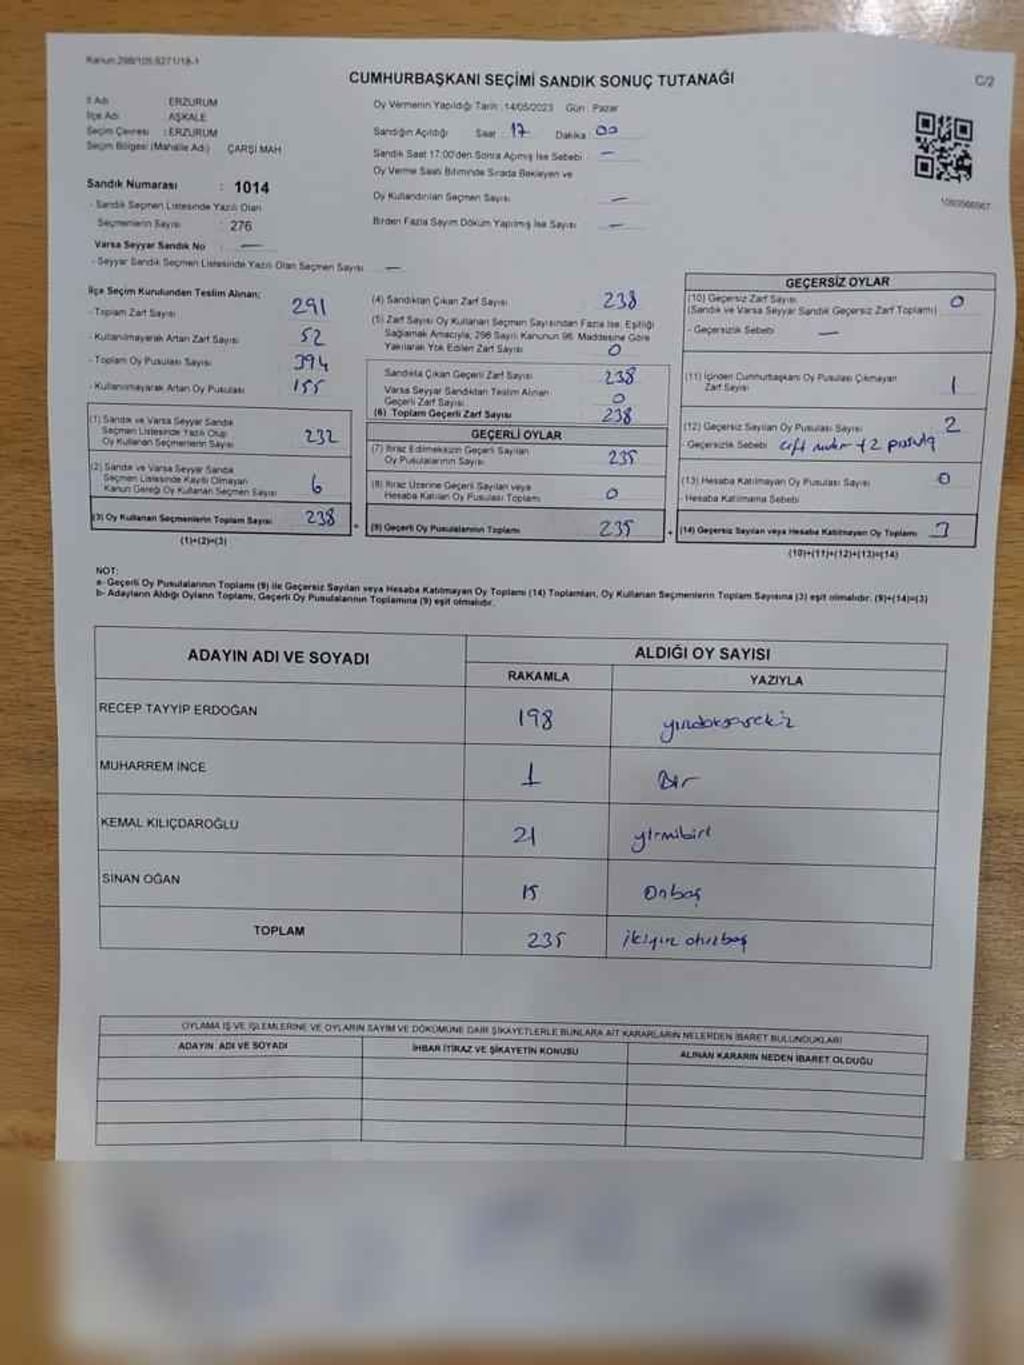 Kanun:298/105.6271/18-1
CUMHURBAŞKANI SEÇİMİ SANDIK SONUÇ TUTANAĞI
C/2
İl Adı : ERZURUM
İlçe Adı : AŞKALE
Seçim Çevresi : ERZURUM
Seçim Bölgesi (Mahalle Adı) : ÇARŞI MAH
Sandık Numarası : 1014
- Sandık Seçmen Listesinde Yazılı Olan
Seçmenlerin Sayısı : 276
Varsa Seyyar Sandık No : —
- Seyyar Sandık Seçmen Listesinde Yazılı Olan Seçmen Sayısı : —
Oy Vermenin Yapıldığı Tarih :14/05/2023 Gün : Pazar
Sandığın Açıldığı Saat : 17 Dakika : 00
Sandık Saat 17:00'den Sonra Açılmış İse Sebebi : —
Oy Verme Saati Bitiminde Sırada Bekleyen ve
Oy Kullandırılan Seçmen Sayısı : —
Birden Fazla Sayım Döküm Yapılmış İse Sayısı : —
İlçe Seçim Kurulundan Teslim Alınan;
- Toplam Zarf Sayısı 291
- Kullanılmayarak Artan Zarf Sayısı 52
- Toplam Oy Pusulası Sayısı 394
- Kullanılmayarak Artan Oy Pusulası 155
(1) Sandık ve Varsa Seyyar Sandık
Seçmen Listesinde Yazılı Olup
Oy Kullanan Seçmenlerin Sayısı 232
(2) Sandık ve Varsa Seyyar Sandık
Seçmen Listesinde Kaydı Olmayan
Kanun Gereği Oy Kullanan Seçmen Sayısı 6
(3) Oy Kullanan Seçmenlerin Toplam Sayısı 238
(1)+(2)=(3)
(4) Sandıktan Çıkan Zarf Sayısı 238
(5) Zarf Sayısı Oy Kullanan Seçmen Sayısından Fazla İse, Eşitliği
Sağlamak Amacıyla, 298 Sayılı Kanunun 98. Maddesine Göre
Yakılarak Yok Edilen Zarf Sayısı 0
Sandıkta Çıkan Geçerli Zarf Sayısı 238
Varsa Seyyar Sandıktan Teslim Alınan
Geçerli Zarf Sayısı 0
(6) Toplam Geçerli Zarf Sayısı 238
GEÇERLİ OYLAR
(7) İtiraz Edilmeksizin Geçerli Sayılan
Oy Pusulalarının Sayısı 235
(8) İtiraz Üzerine Geçerli Sayılan veya
Hesaba Katılan Oy Pusulası Toplamı 0
(9) Geçerli Oy Pusulalarının Toplamı 235
GEÇERSİZ OYLAR
(10) Geçersiz Zarf Sayısı 0
(Sandık ve Varsa Seyyar Sandık Geçersiz Zarf Toplamı)
- Geçersizlik Sebebi : —
(11) İçinden Cumhurbaşkanı Oy Pusulası Çıkmayan
Zarf Sayısı 1
(12) Geçersiz Sayılan Oy Pusulası Sayısı 2
- Geçersizlik Sebebi : +2 pusula
(13) Hesaba Katılmayan Oy Pusulası Sayısı 0
- Hesaba Katılmama Sebebi
(14) Geçersiz Sayılan veya Hesaba Katılmayan Oy Toplamı 3
(10)+(11)+(12)+(13)=(14)
NOT:
a- Geçerli Oy Pusulalarının Toplamı (9) ile Geçersiz Sayılan veya Hesaba Katılmayan Oy Toplamı (14) Toplamları, Oy Kullanan Seçmenlerin Toplam Sayısına (3) eşit olmalıdır. (9)+(14)=(3)
b- Adayların Aldığı Oyların Toplamı, Geçerli Oy Pusulalarının Toplamına (9) eşit olmalıdır.
ADAYIN ADI VE SOYADI ALDIĞI OY SAYISI
RAKAMLA YAZIYLA
RECEP TAYYİP ERDOĞAN 198 yüzdoksansekiz
MUHARREM İNCE 1 Bir
KEMAL KILIÇDAROĞLU 21 yirmibir
SİNAN OĞAN 15 Onbeş
TOPLAM 235 ikiyüz otuzbeş
OYLAMA İŞ VE İŞLEMLERİNE VE OYLARIN SAYIM VE DÖKÜMÜNE DAİR ŞİKAYETLERLE BUNLARA AİT KARARLARIN NELERDEN İBARET BULUNDUKLARI
ADAYIN ADI VE SOYADI İHBAR İTİRAZ VE ŞİKAYETİN KONUSU ALINAN KARARIN NEDEN İBARET OLDUĞU